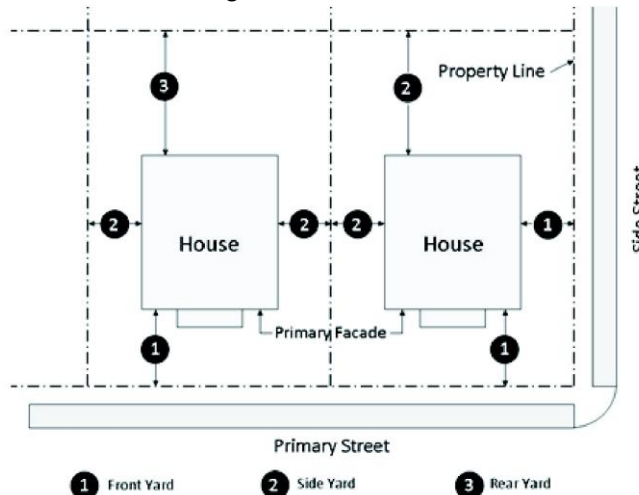 3
2
Property Line
2
House
2
2
House
1
Side Street
Primary Facade
1
1
Primary Street
1 Front Yard
2 Side Yard
3 Rear Yard